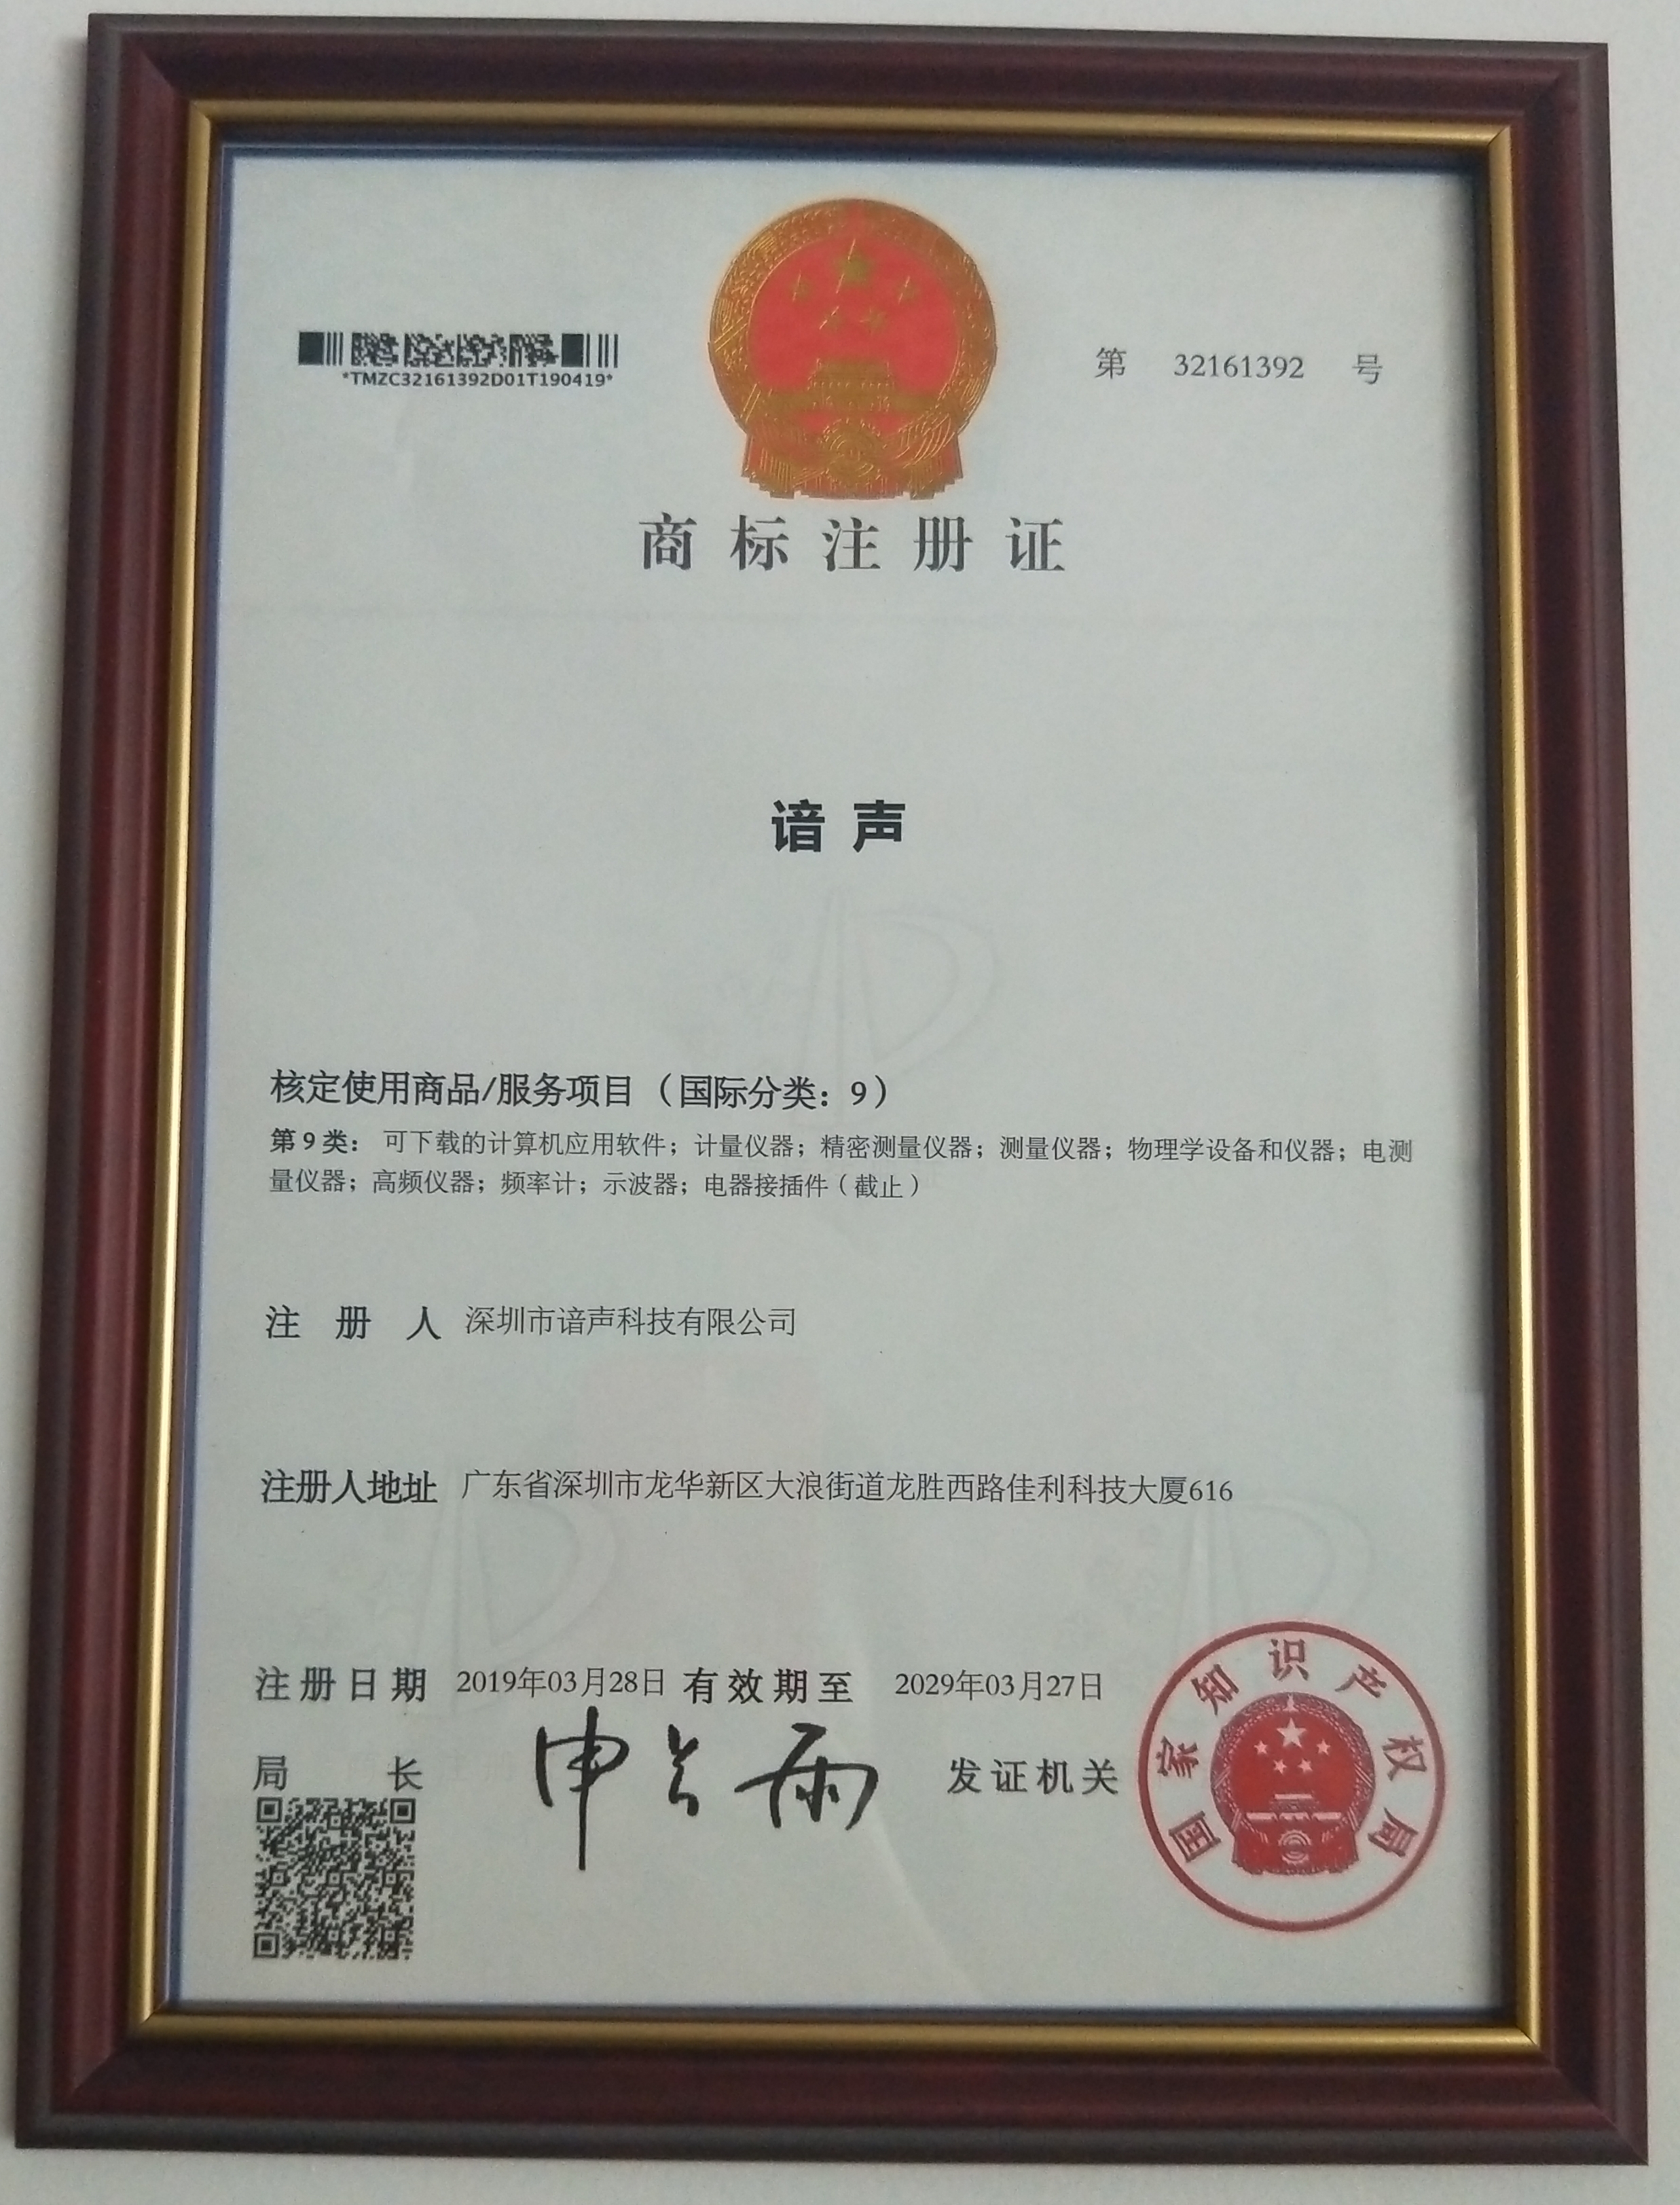 *TMZC32161392D01T190419*
第 32161392 号
商标注册证
谙声
核定使用商品/服务项目（国际分类：9）
第9类：可下载的计算机应用软件；计量仪器；精密测量仪器；测量仪器；物理学设备和仪器；电测
量仪器；高频仪器；频率计；示波器；电器接插件（截止）
注册人 深圳市谙声科技有限公司
注册人地址 广东省深圳市龙华新区大浪街道龙胜西路佳利科技大厦616
注册日期 2019年03月28日 有效期至 2029年03月27日
局长 申长雨 发证机关
国家知识产权局